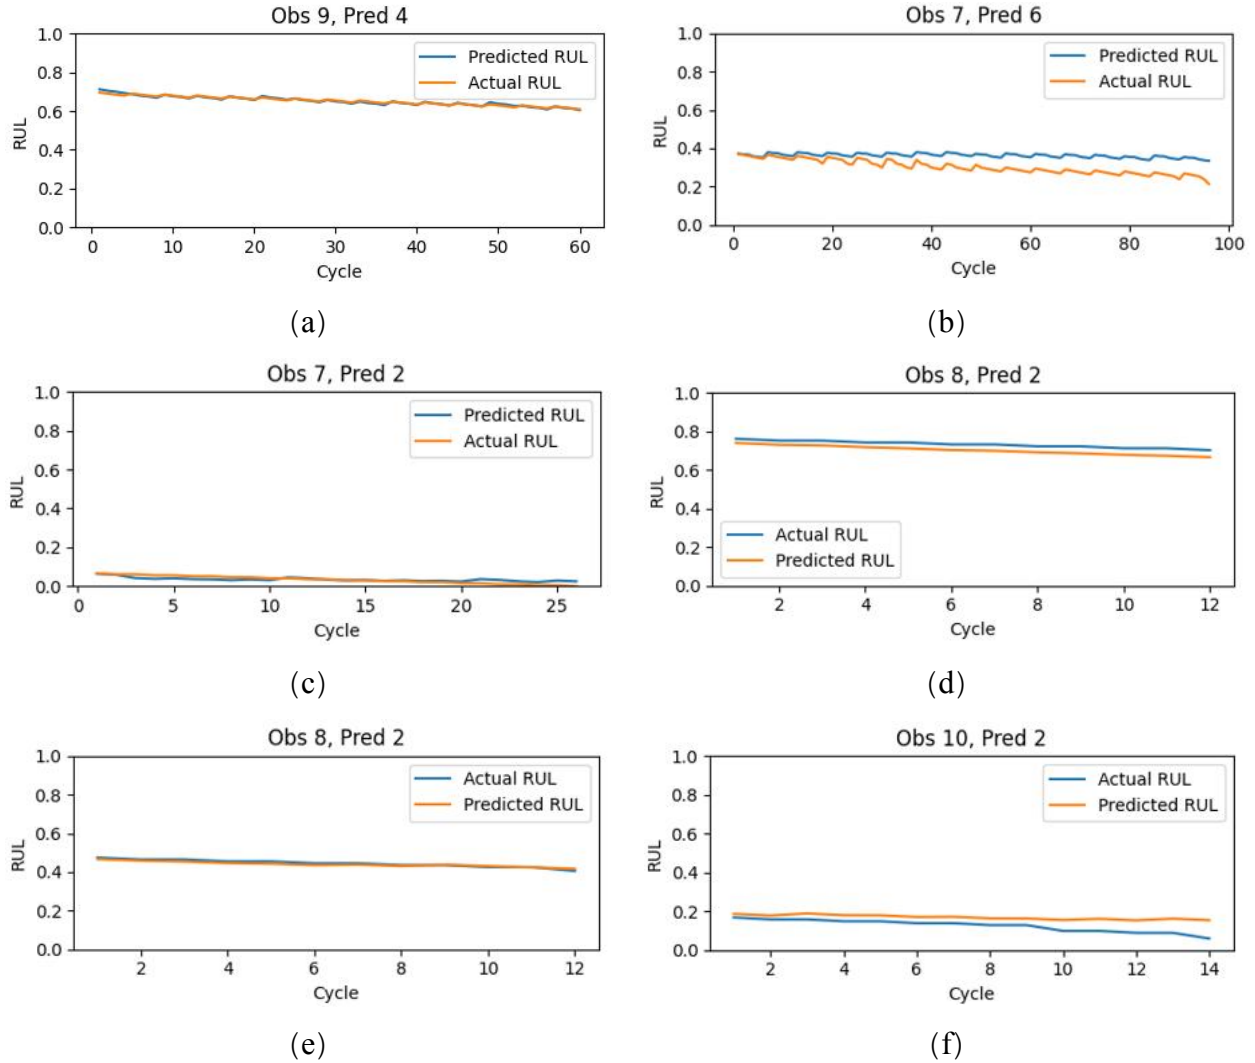 Obs 9, Pred 4
1.0
0.8
0.6
0.4
0.2
0.0
RUL
Predicted RUL
Actual RUL
0 10 20 30 40 50 60
Cycle
(a)
Obs 7, Pred 6
1.0
0.8
0.6
0.4
0.2
0.0
RUL
Predicted RUL
Actual RUL
0 20 40 60 80 100
Cycle
(b)
Obs 7, Pred 2
1.0
0.8
0.6
0.4
0.2
0.0
RUL
Predicted RUL
Actual RUL
0 5 10 15 20 25
Cycle
(c)
Obs 8, Pred 2
1.0
0.8
0.6
0.4
0.2
0.0
RUL
Actual RUL
Predicted RUL
2 4 6 8 10 12
Cycle
(d)
Obs 8, Pred 2
1.0
0.8
0.6
0.4
0.2
0.0
RUL
Actual RUL
Predicted RUL
2 4 6 8 10 12
Cycle
(e)
Obs 10, Pred 2
1.0
0.8
0.6
0.4
0.2
0.0
RUL
Actual RUL
Predicted RUL
2 4 6 8 10 12 14
Cycle
(f)